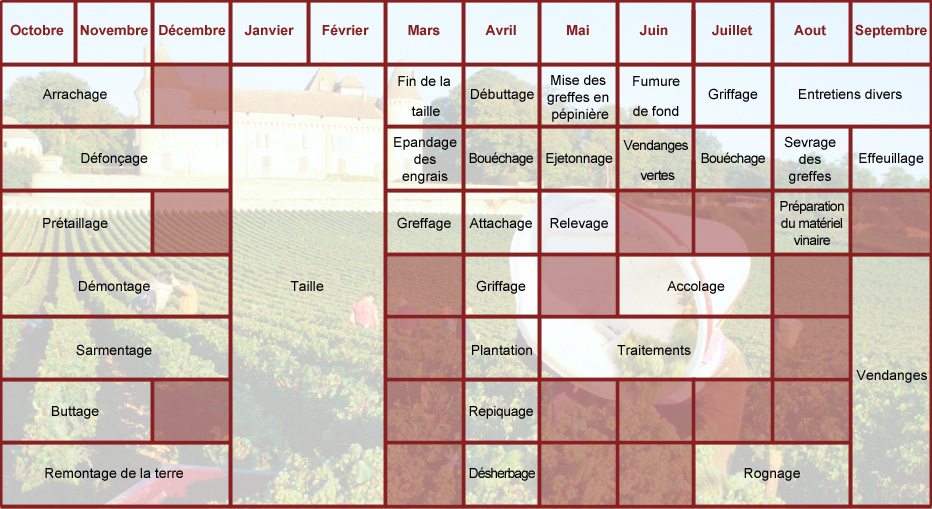 Octobre Novembre Décembre Janvier Février Mars Avril Mai Juin Juillet Aout Septembre
Arrachage
Fin de la
taille
Débuttage
Mise des
greffes en
pépinière
Fumure
de fond
Griffage
Entretiens divers
Défonçage
Epandage
des
engrais
Bouéchage
Ejetonnage
Vendanges
vertes
Bouéchage
Sevrage
des
greffes
Effeuillage
Prétaillage
Greffage
Attachage
Relevage
Préparation
du matériel
vinaire
Démontage
Taille
Griffage
Accolage
Sarmentage
Plantation
Traitements
Vendanges
Buttage
Repiquage
Remontage de la terre
Désherbage
Rognage